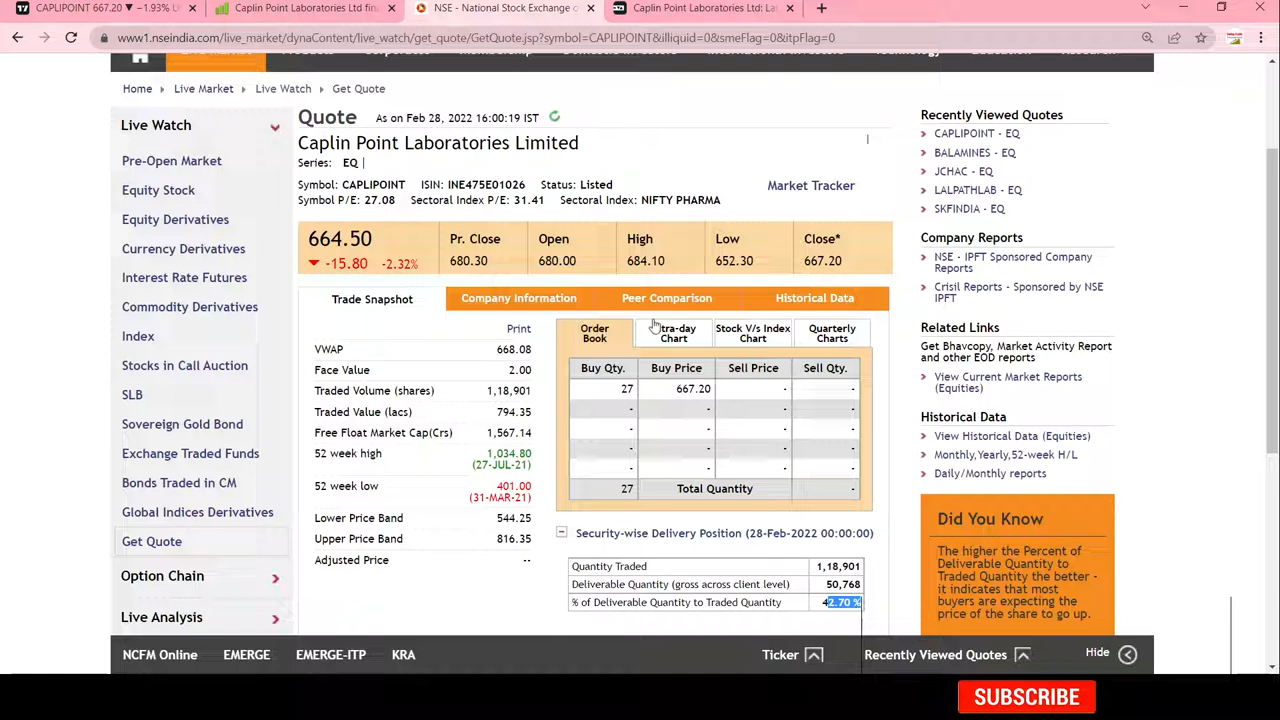 CAPLIPOINT 667.20 ▼ −1.93% U
Caplin Point Laboratories Ltd fina
NSE - National Stock Exchange o
Caplin Point Laboratories Ltd: La
www1.nseindia.com/live_market/dynaContent/live_watch/get_quote/GetQuote.jsp?symbol=CAPLIPOINT&illiquid=0&smeFlag=0&itpFlag=0
Home Live Market Live Watch Get Quote
Live Watch
Pre-Open Market
Equity Stock
Equity Derivatives
Currency Derivatives
Interest Rate Futures
Commodity Derivatives
Index
Stocks in Call Auction
SLB
Sovereign Gold Bond
Exchange Traded Funds
Bonds Traded in CM
Global Indices Derivatives
Get Quote
Option Chain
Live Analysis
Quote As on Feb 28, 2022 16:00:19 IST
Caplin Point Laboratories Limited
Series: EQ |
Symbol: CAPLIPOINT ISIN: INE475E01026 Status: Listed
Symbol P/E: 27.08 Sectoral Index P/E: 31.41 Sectoral Index: NIFTY PHARMA
Market Tracker
664.50 Pr. Close Open High Low Close*
-15.80 -2.32% 680.30 680.00 684.10 652.30 667.20
Trade Snapshot Company Information Peer Comparison Historical Data
Print
VWAP 668.08
Face Value 2.00
Traded Volume (shares) 1,18,901
Traded Value (lacs) 794.35
Free Float Market Cap(Crs) 1,567.14
52 week high 1,034.80
(27-JUL-21)
52 week low 401.00
(31-MAR-21)
Lower Price Band 544.25
Upper Price Band 816.35
Adjusted Price --
Order Book
tra-day Chart
Stock V/s Index Chart
Quarterly Charts
Buy Qty. Buy Price Sell Price Sell Qty.
27 667.20 - -
- - - -
- - - -
- - - -
- - - -
27 Total Quantity -
Security-wise Delivery Position (28-Feb-2022 00:00:00)
Quantity Traded 1,18,901
Deliverable Quantity (gross across client level) 50,768
% of Deliverable Quantity to Traded Quantity 42.70 %
Recently Viewed Quotes
CAPLIPOINT - EQ
BALAMINES - EQ
JCHAC - EQ
LALPATHLAB - EQ
SKFINDIA - EQ
Company Reports
NSE - IPFT Sponsored Company
Reports
Crisil Reports - Sponsored by NSE
IPFT
Related Links
Get Bhavcopy, Market Activity Report
and other EOD reports
View Current Market Reports
(Equities)
Historical Data
View Historical Data (Equities)
Monthly,Yearly,52-week H/L
Daily/Monthly reports
Did You Know
The higher the Percent of
Deliverable Quantity to
Traded Quantity the better -
it indicates that most
buyers are expecting the
price of the share to go up.
NCFM Online EMERGE EMERGE-ITP KRA Ticker Recently Viewed Quotes Hide
SUBSCRIBE